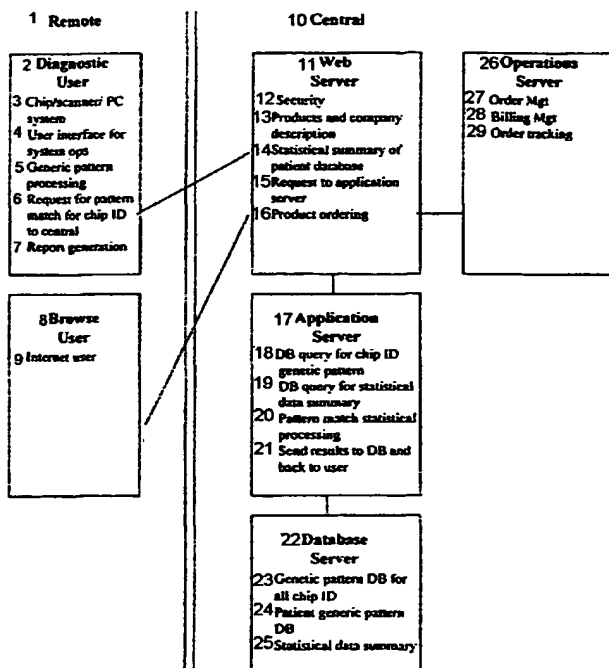 1 Remote
2 Diagnostic
User
3 Chip/scanner/ PC
system
4 User interface for
system ops
5 Generic pattern
processing
6 Request for pattern
match for chip ID
to central
7 Report generation
8 Browse
User
9 Internet user
10 Central
11 Web
Server
12 Security
13 Products and company
description
14 Statistical summary of
patient database
15 Request to application
server
16 Product ordering
17 Application
Server
18 DB query for chip ID
genetic pattern
19 DB query for statistical
data summary
20 Pattern match statistical
processing
21 Send results to DB and
back to user
22 Database
Server
23 Genetic pattern DB for
all chip ID
24 Patient generic pattern
DB
25 Statistical data summary
26 Operations
Server
27 Order Mgt
28 Billing Mgt
29 Order tracking